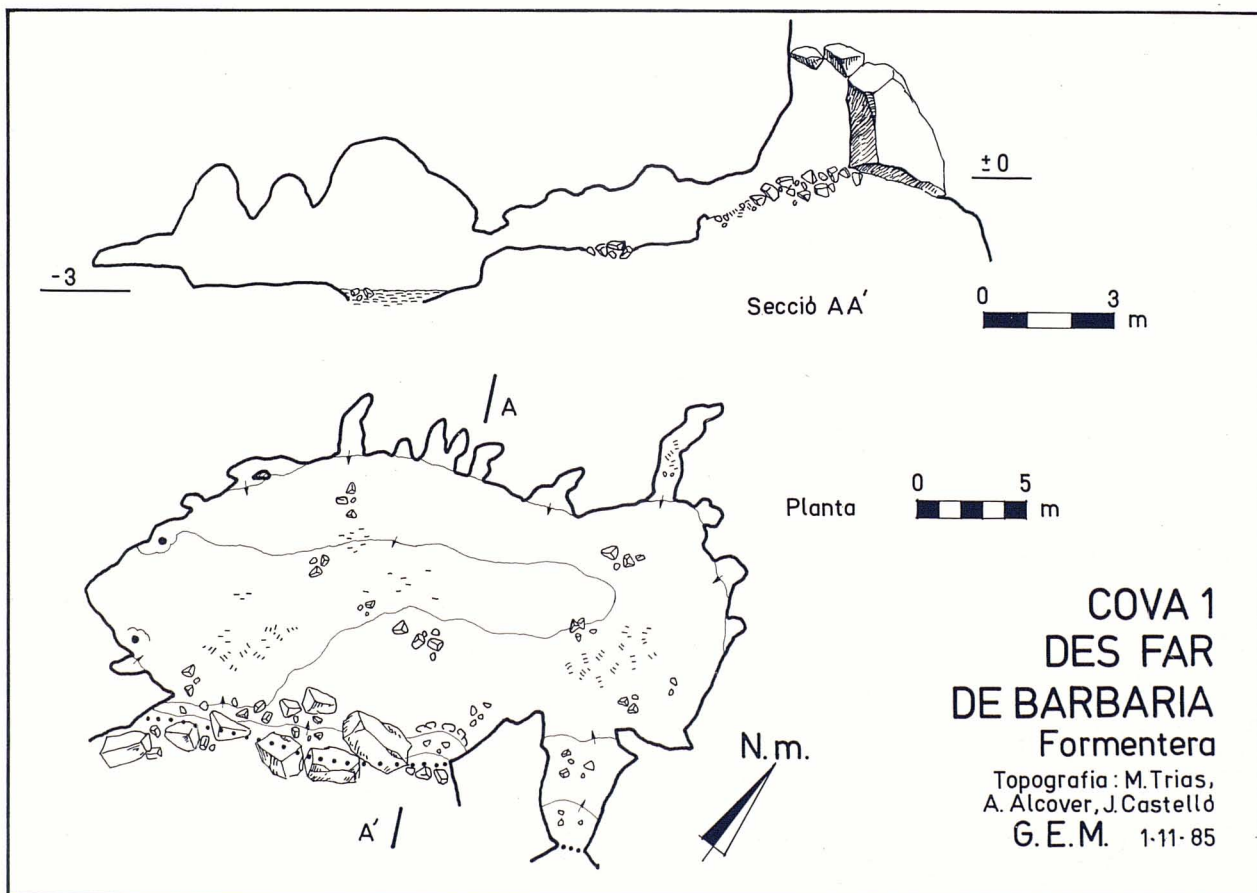 ±0
-3
Secció AA'
0 3
m
A
Planta
0 5
m
COVA 1
DES FAR
DE BARBARIA
Formentera
Topografia: M. Trias,
A. Alcover, J. Castelló
G.E.M. 1-11-85
N.m.
A'